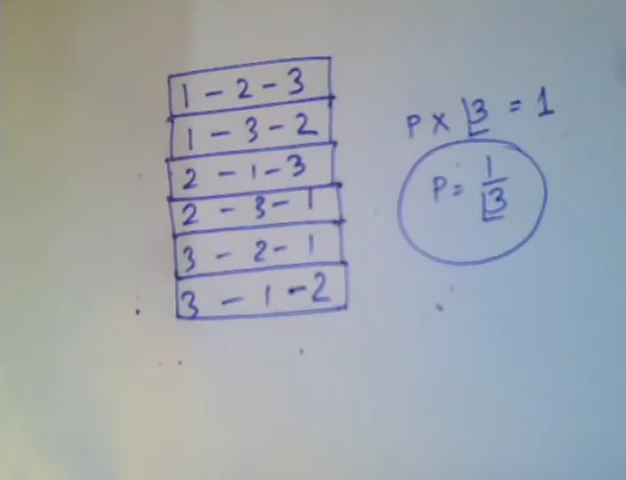 1 - 2 - 3
1 - 3 - 2
2 - 1 - 3
2 - 3 - 1
3 - 2 - 1
3 - 1 - 2
P × |͟3 = 1
P = 1/|͟3